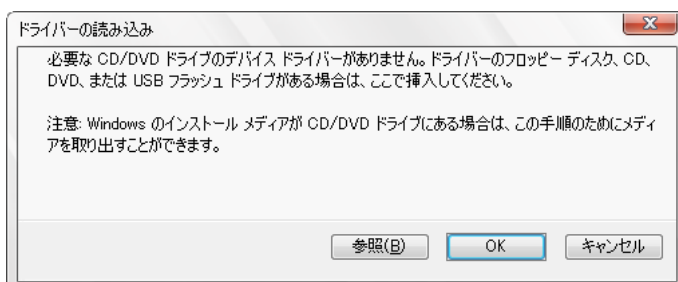 ドライバーの読み込み
必要な CD/DVD ドライブのデバイス ドライバーがありません。ドライバーのフロッピー ディスク、CD、
DVD、または USB フラッシュ ドライブがある場合は、ここで挿入してください。
注意: Windows のインストール メディアが CD/DVD ドライブにある場合は、この手順のためにメディ
アを取り出すことができます。
参照(B) OK キャンセル